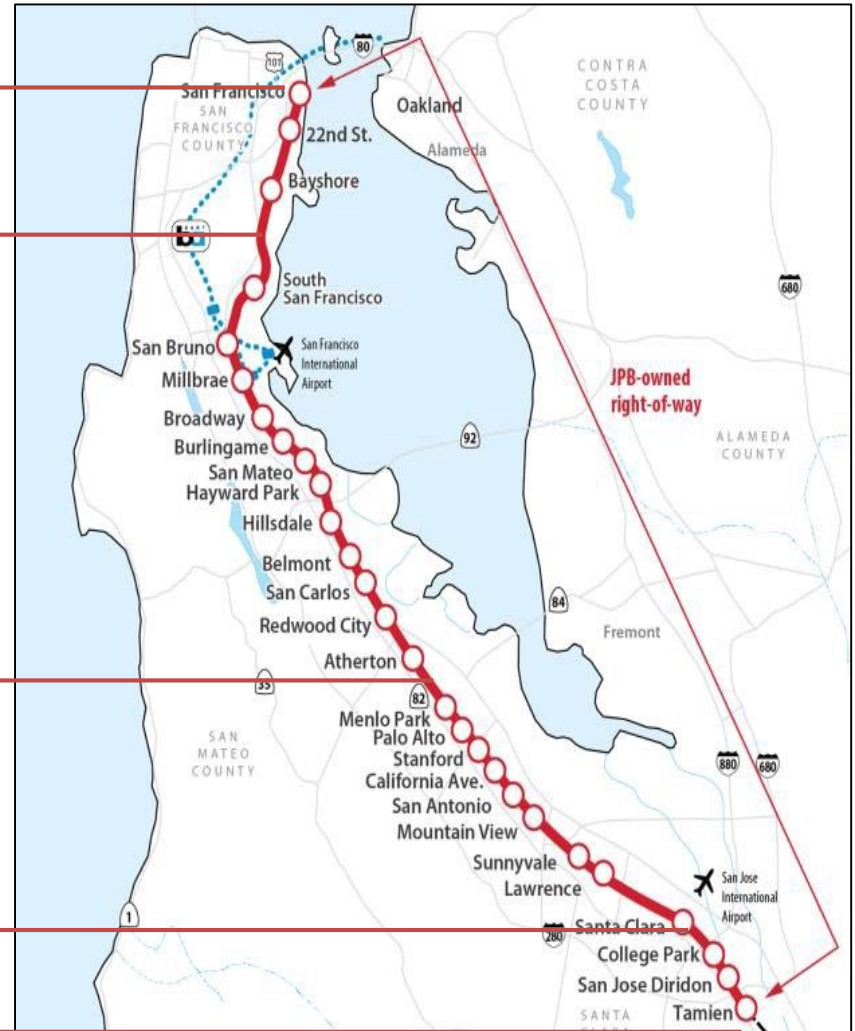 80
101
CONTRA
COSTA
COUNTY
San Francisco
SAN
FRANCISCO
COUNTY
Oakland
22nd St.
Alameda
Bayshore
ba
South
San Francisco
680
San Bruno
San Francisco
International
Airport
Millbrae
JPB-owned
right-of-way
Broadway
92
ALAMEDA
COUNTY
Burlingame
San Mateo
Hayward Park
Hillsdale
Belmont
San Carlos
84
Redwood City
Fremont
Atherton
35
82
Menlo Park
SAN
MATEO
COUNTY
Palo Alto
Stanford
880
680
California Ave.
San Antonio
Mountain View
Sunnyvale
Lawrence
San Jose
International
Airport
1
280
Santa Clara
College Park
San Jose Diridon
Tamien
SANTA